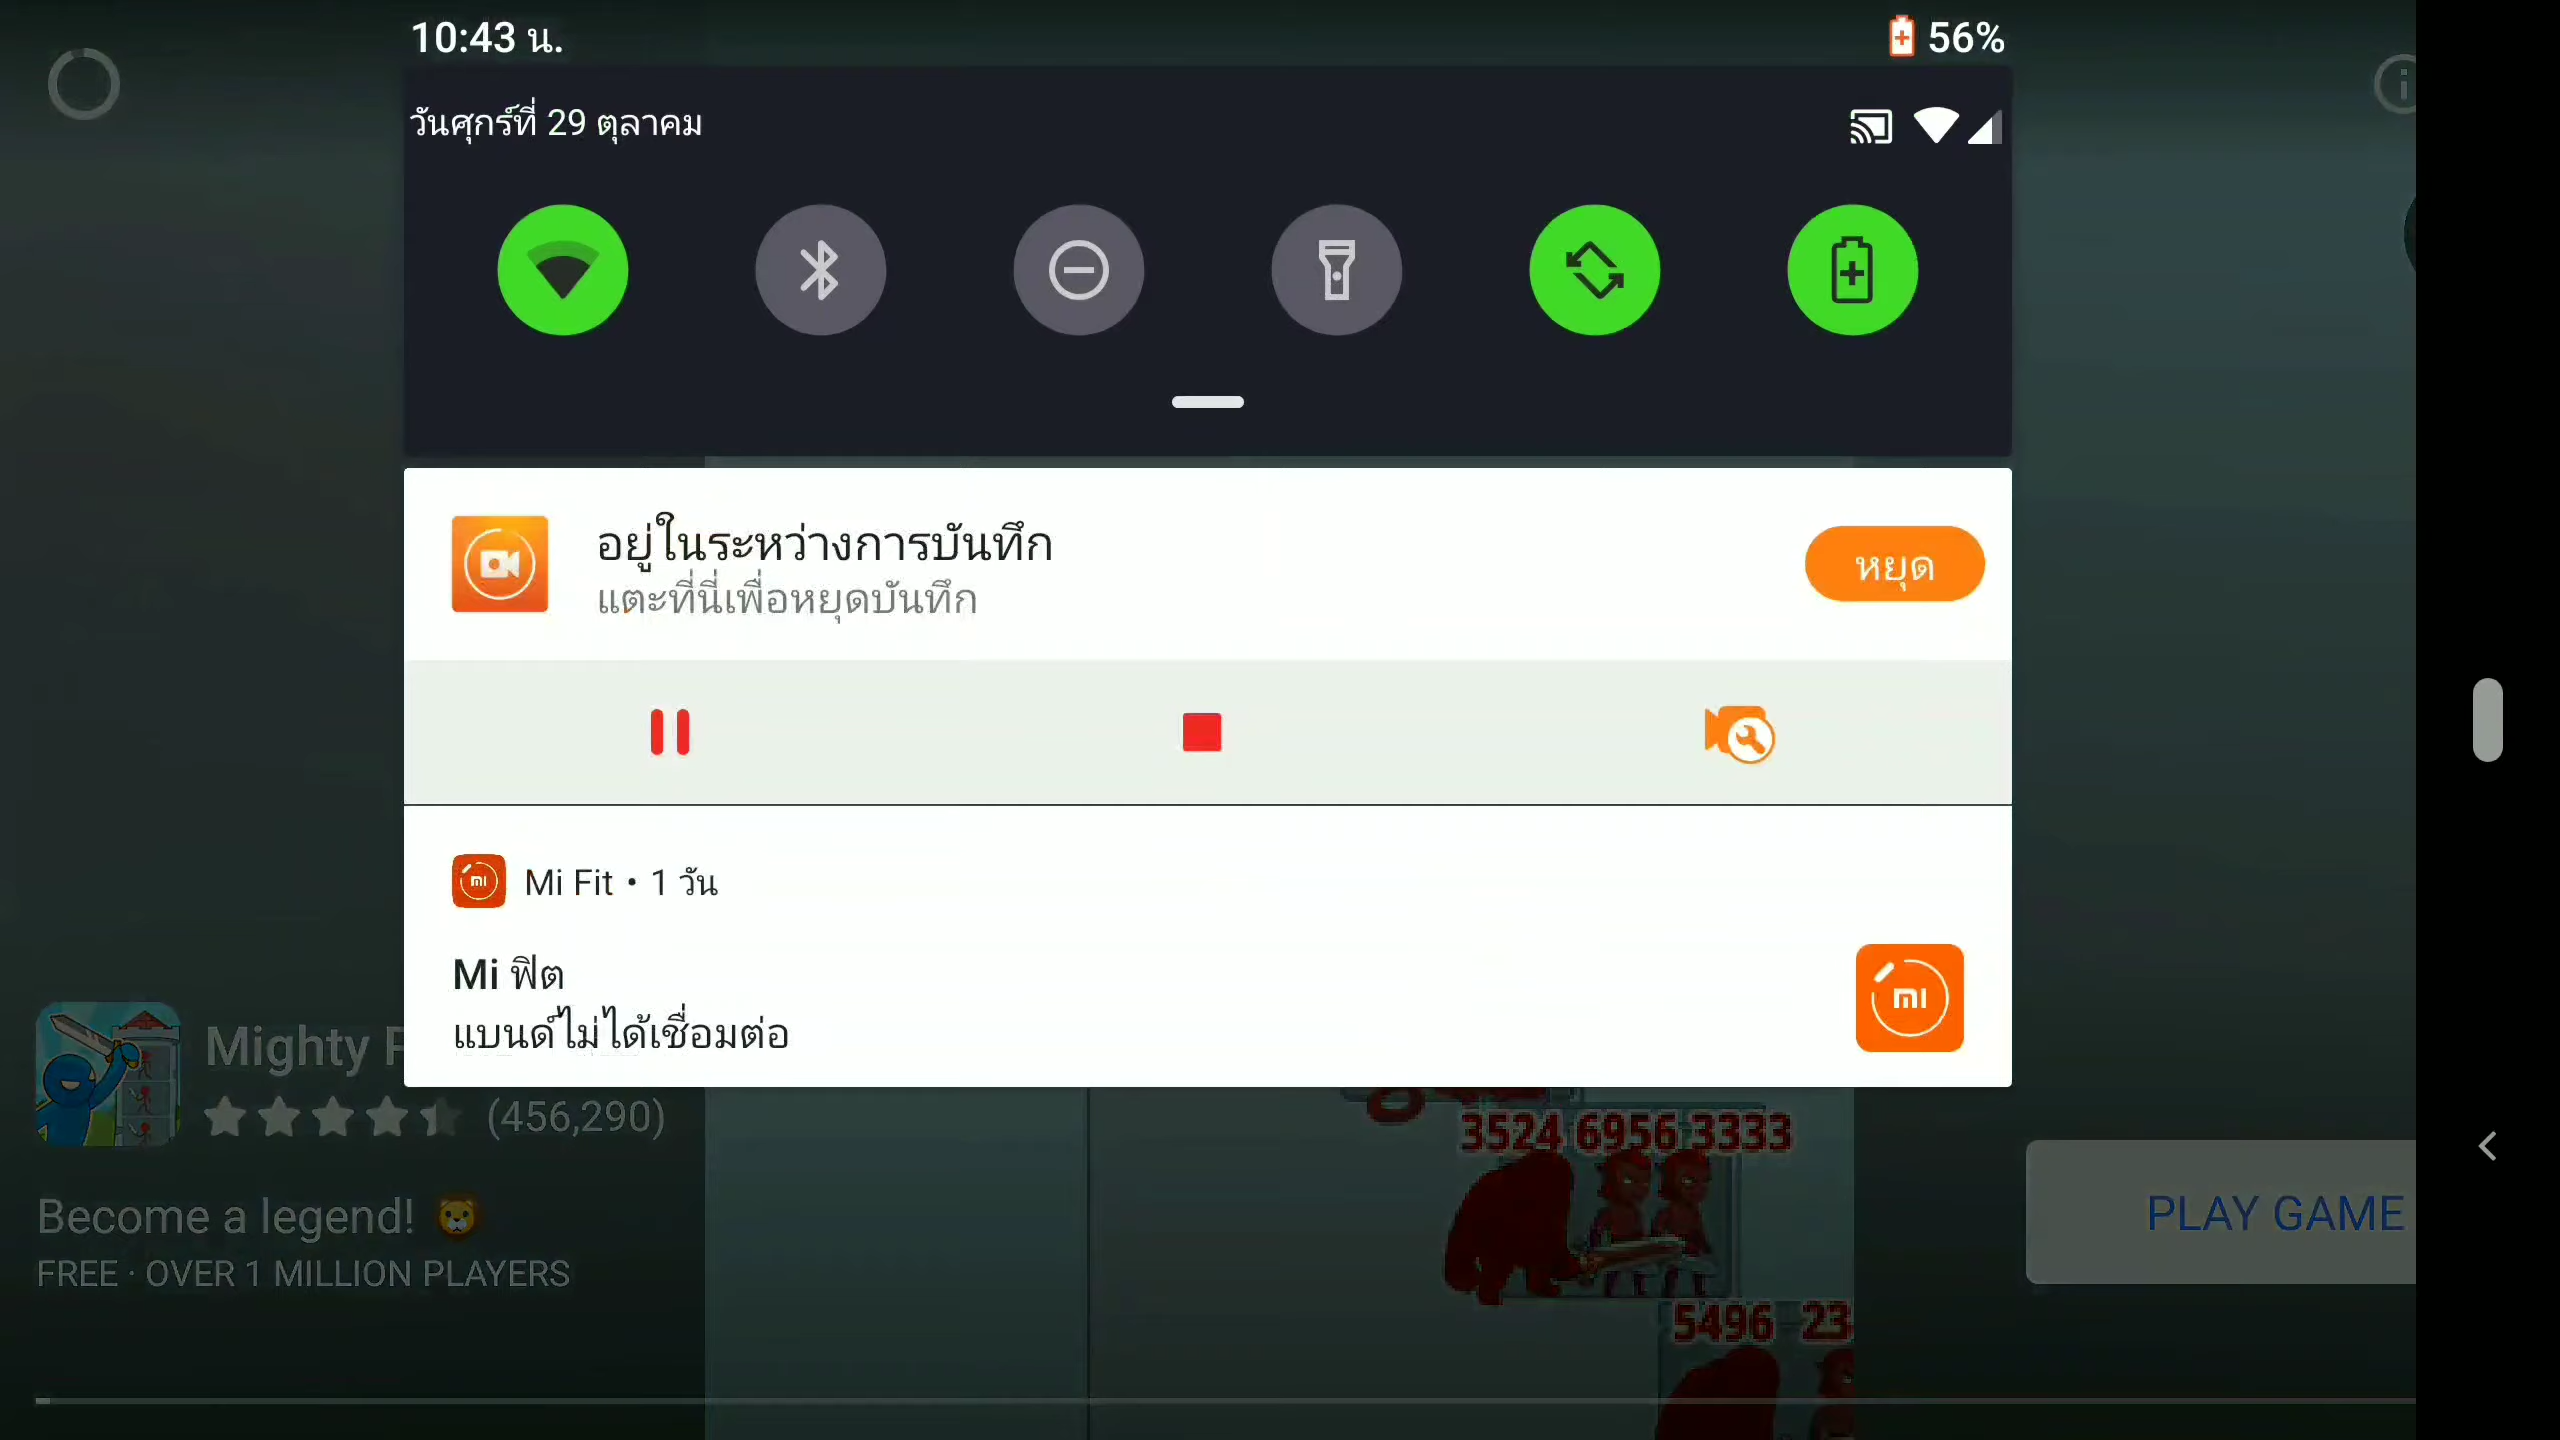 10:43 น.
56%
วันศุกร์ที่ 29 ตุลาคม
อยู่ในระหว่างการบันทึก
แตะที่นี่เพื่อหยุดบันทึก
หยุด
Mi Fit • 1 วัน
Mi ฟิต
แบนด์ไม่ได้เชื่อมต่อ
Mighty
(456,290)
Become a legend! 🦁
FREE · OVER 1 MILLION PLAYERS
3524 6956 3333
5496 23
PLAY GAME